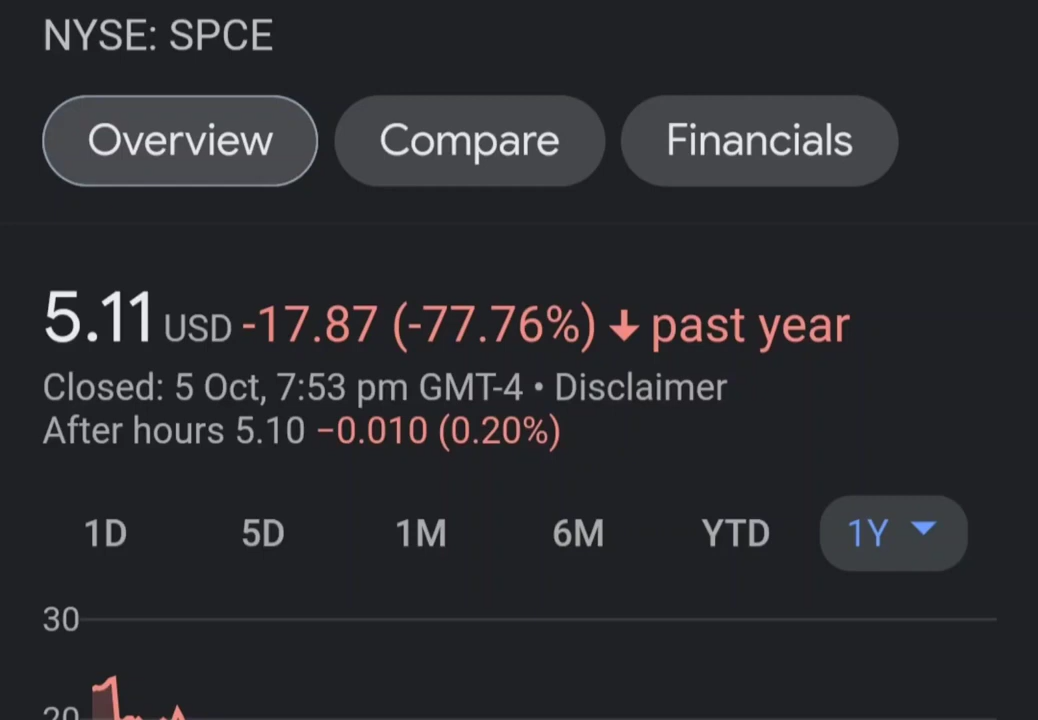 NYSE: SPCE
Overview Compare Financials
5.11 USD -17.87 (-77.76%) ↓ past year
Closed: 5 Oct, 7:53 pm GMT-4 • Disclaimer
After hours 5.10 −0.010 (0.20%)
1D 5D 1M 6M YTD 1Y
30
20